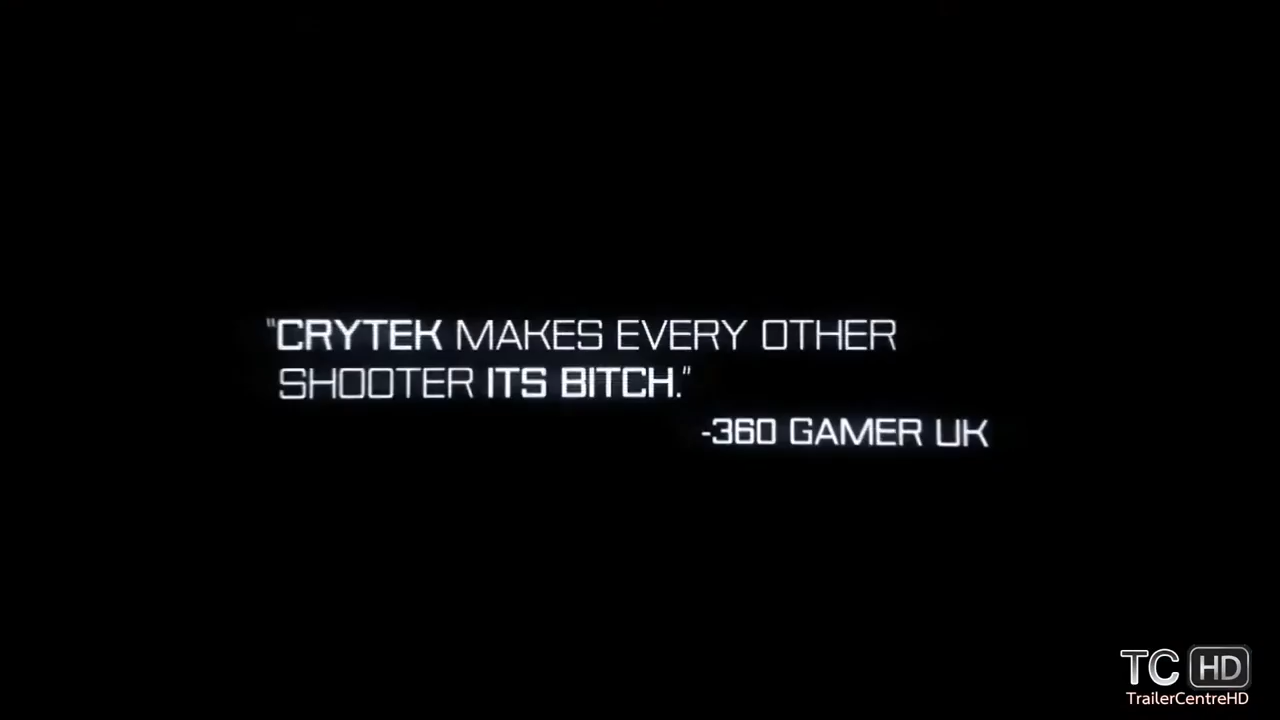 "CRYTEK MAKES EVERY OTHER
SHOOTER ITS BITCH."
-360 GAMER UK
TC HD
TrailerCentreHD